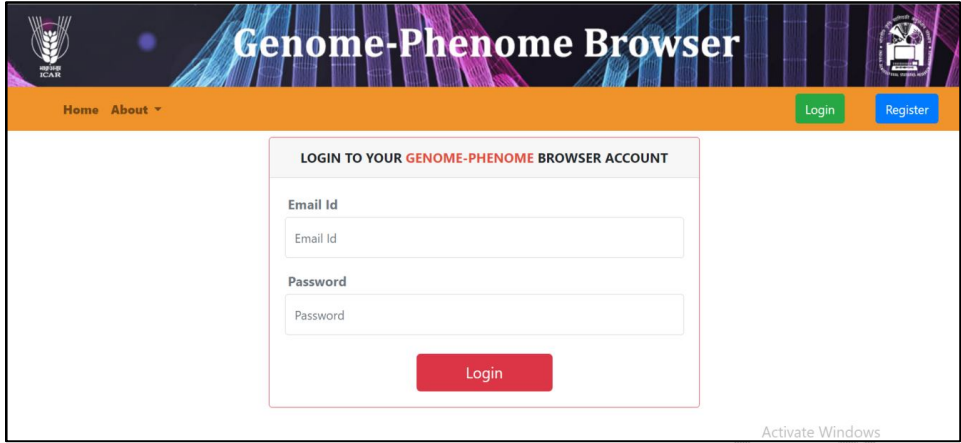 Genome-Phenome Browser
ICAR
Home About
Login
Register
LOGIN TO YOUR GENOME-PHENOME BROWSER ACCOUNT
Email Id
Email Id
Password
Password
Login
Activate Windows